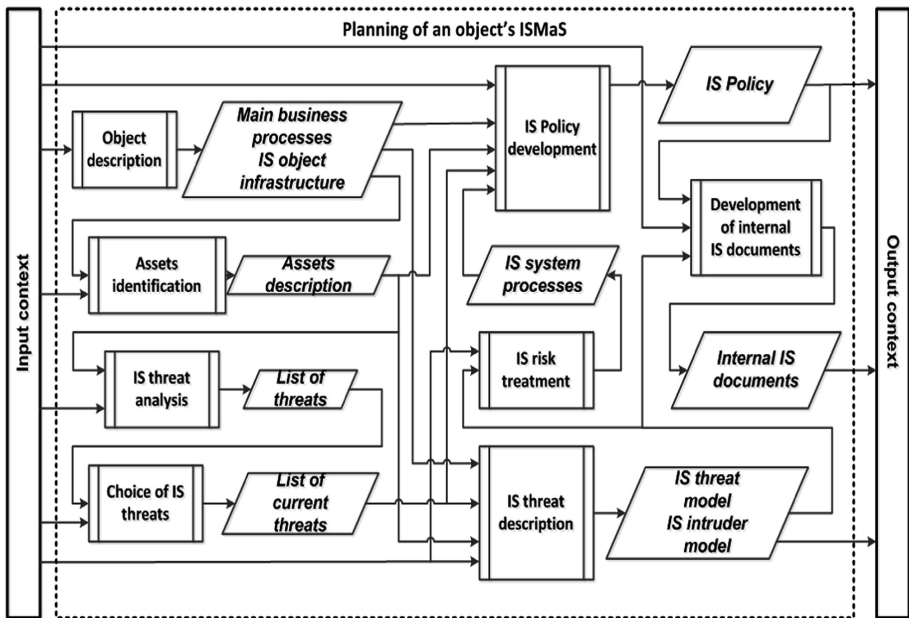 Planning of an object's ISMaS
Input context
Object
description
Main business
processes
IS object
infrastructure
IS Policy
development
IS Policy
Development
of internal
IS documents
Assets
identification
Assets
description
IS system
processes
IS threat
analysis
List of
threats
IS risk
treatment
Internal IS
documents
Choice of IS
threats
List of
current
threats
IS threat
description
IS threat
model
IS intruder
model
Output context